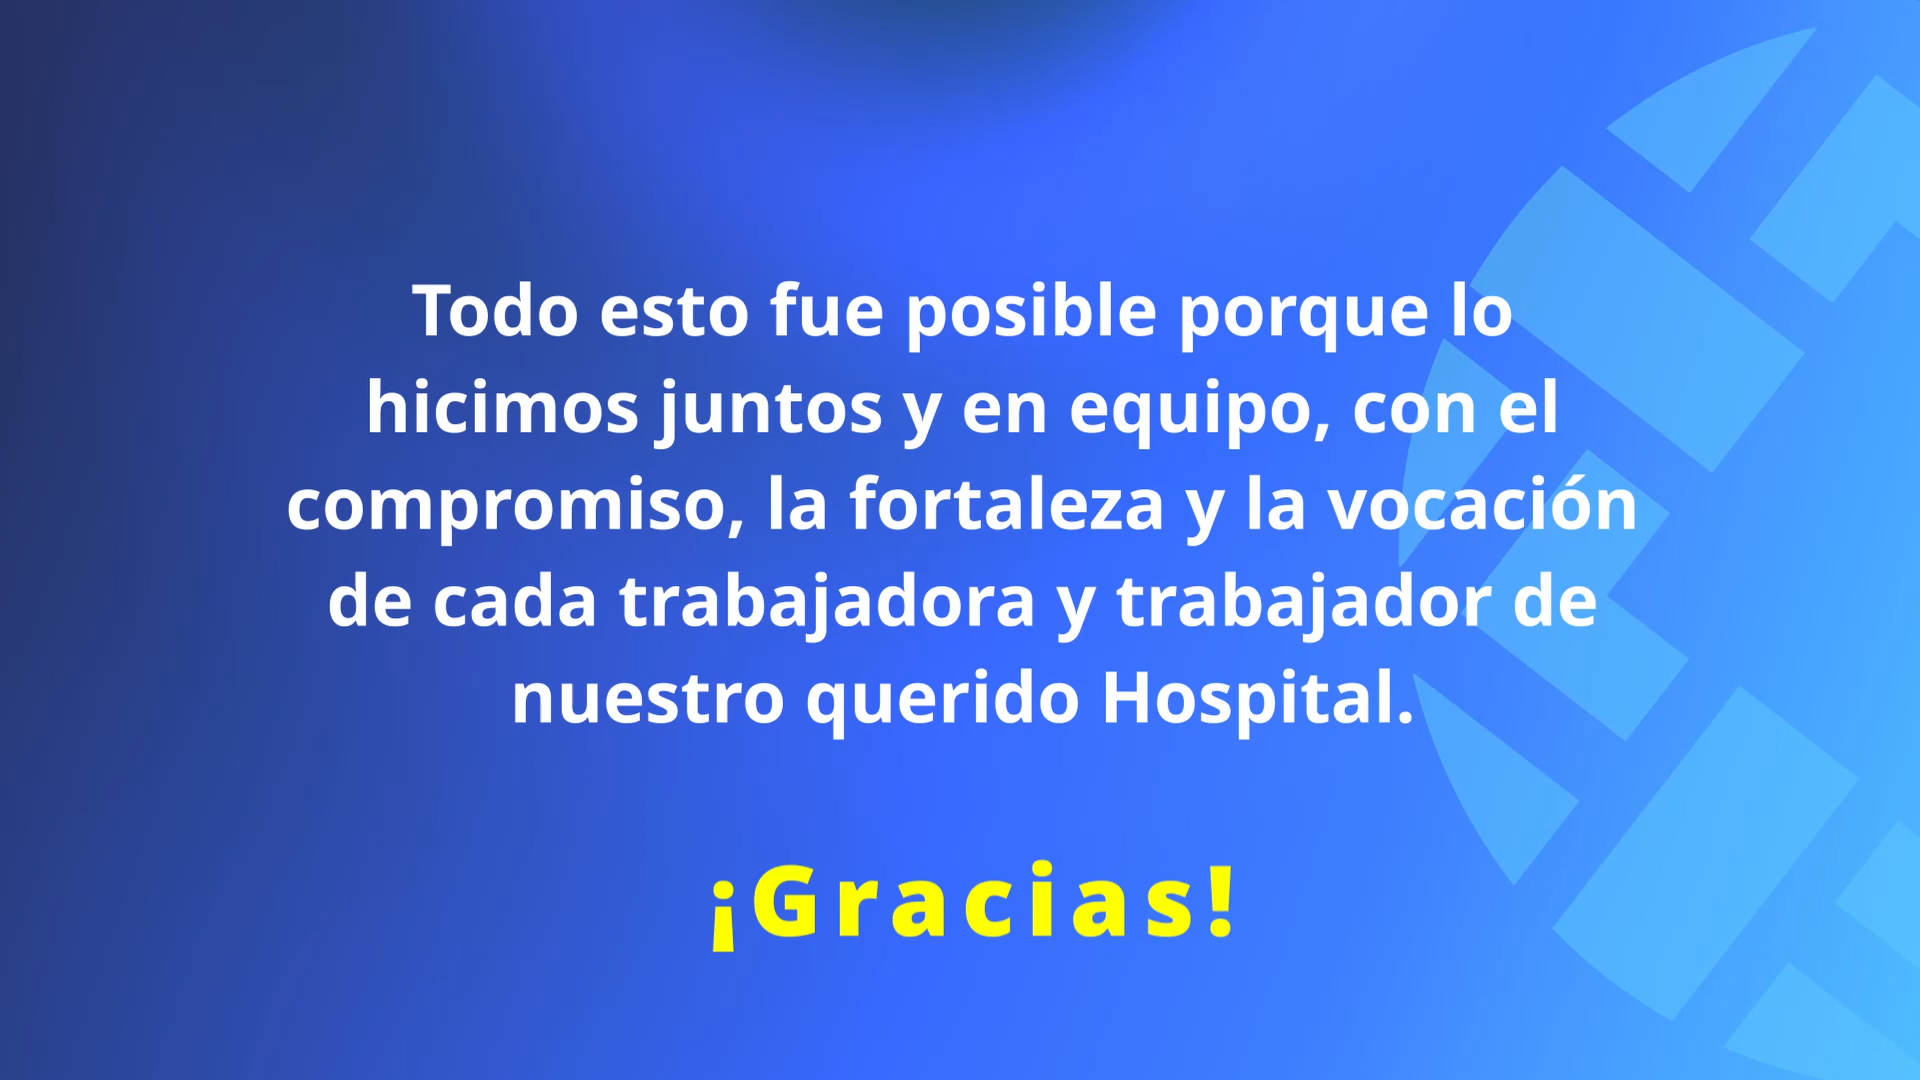 Todo esto fue posible porque lo
hicimos juntos y en equipo, con el
compromiso, la fortaleza y la vocación
de cada trabajadora y trabajador de
nuestro querido Hospital.
¡Gracias!